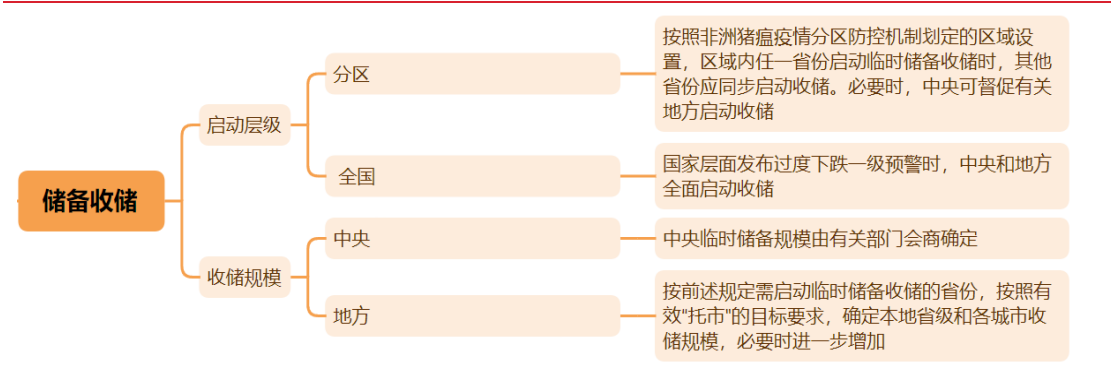 储备收储
启动层级
分区
按照非洲猪瘟疫情分区防控机制划定的区域设
置，区域内任一省份启动临时储备收储时，其他
省份应同步启动收储。必要时，中央可督促有关
地方启动收储
全国
国家层面发布过度下跌一级预警时，中央和地方
全面启动收储
收储规模
中央
中央临时储备规模由有关部门会商确定
地方
按前述规定需启动临时储备收储的省份，按照有
效"托市"的目标要求，确定本地省级和各城市收
储规模，必要时进一步增加